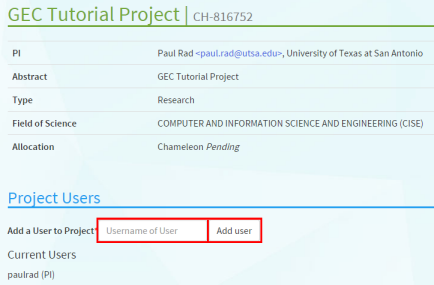 GEC Tutorial Project | CH-816752
PI Paul Rad <paul.rad@utsa.edu>, University of Texas at San Antonio
Abstract GEC Tutorial Project
Type Research
Field of Science COMPUTER AND INFORMATION SCIENCE AND ENGINEERING (CISE)
Allocation Chameleon Pending
Project Users
Add a User to Project* Username of User Add user
Current Users
paulrad (PI)